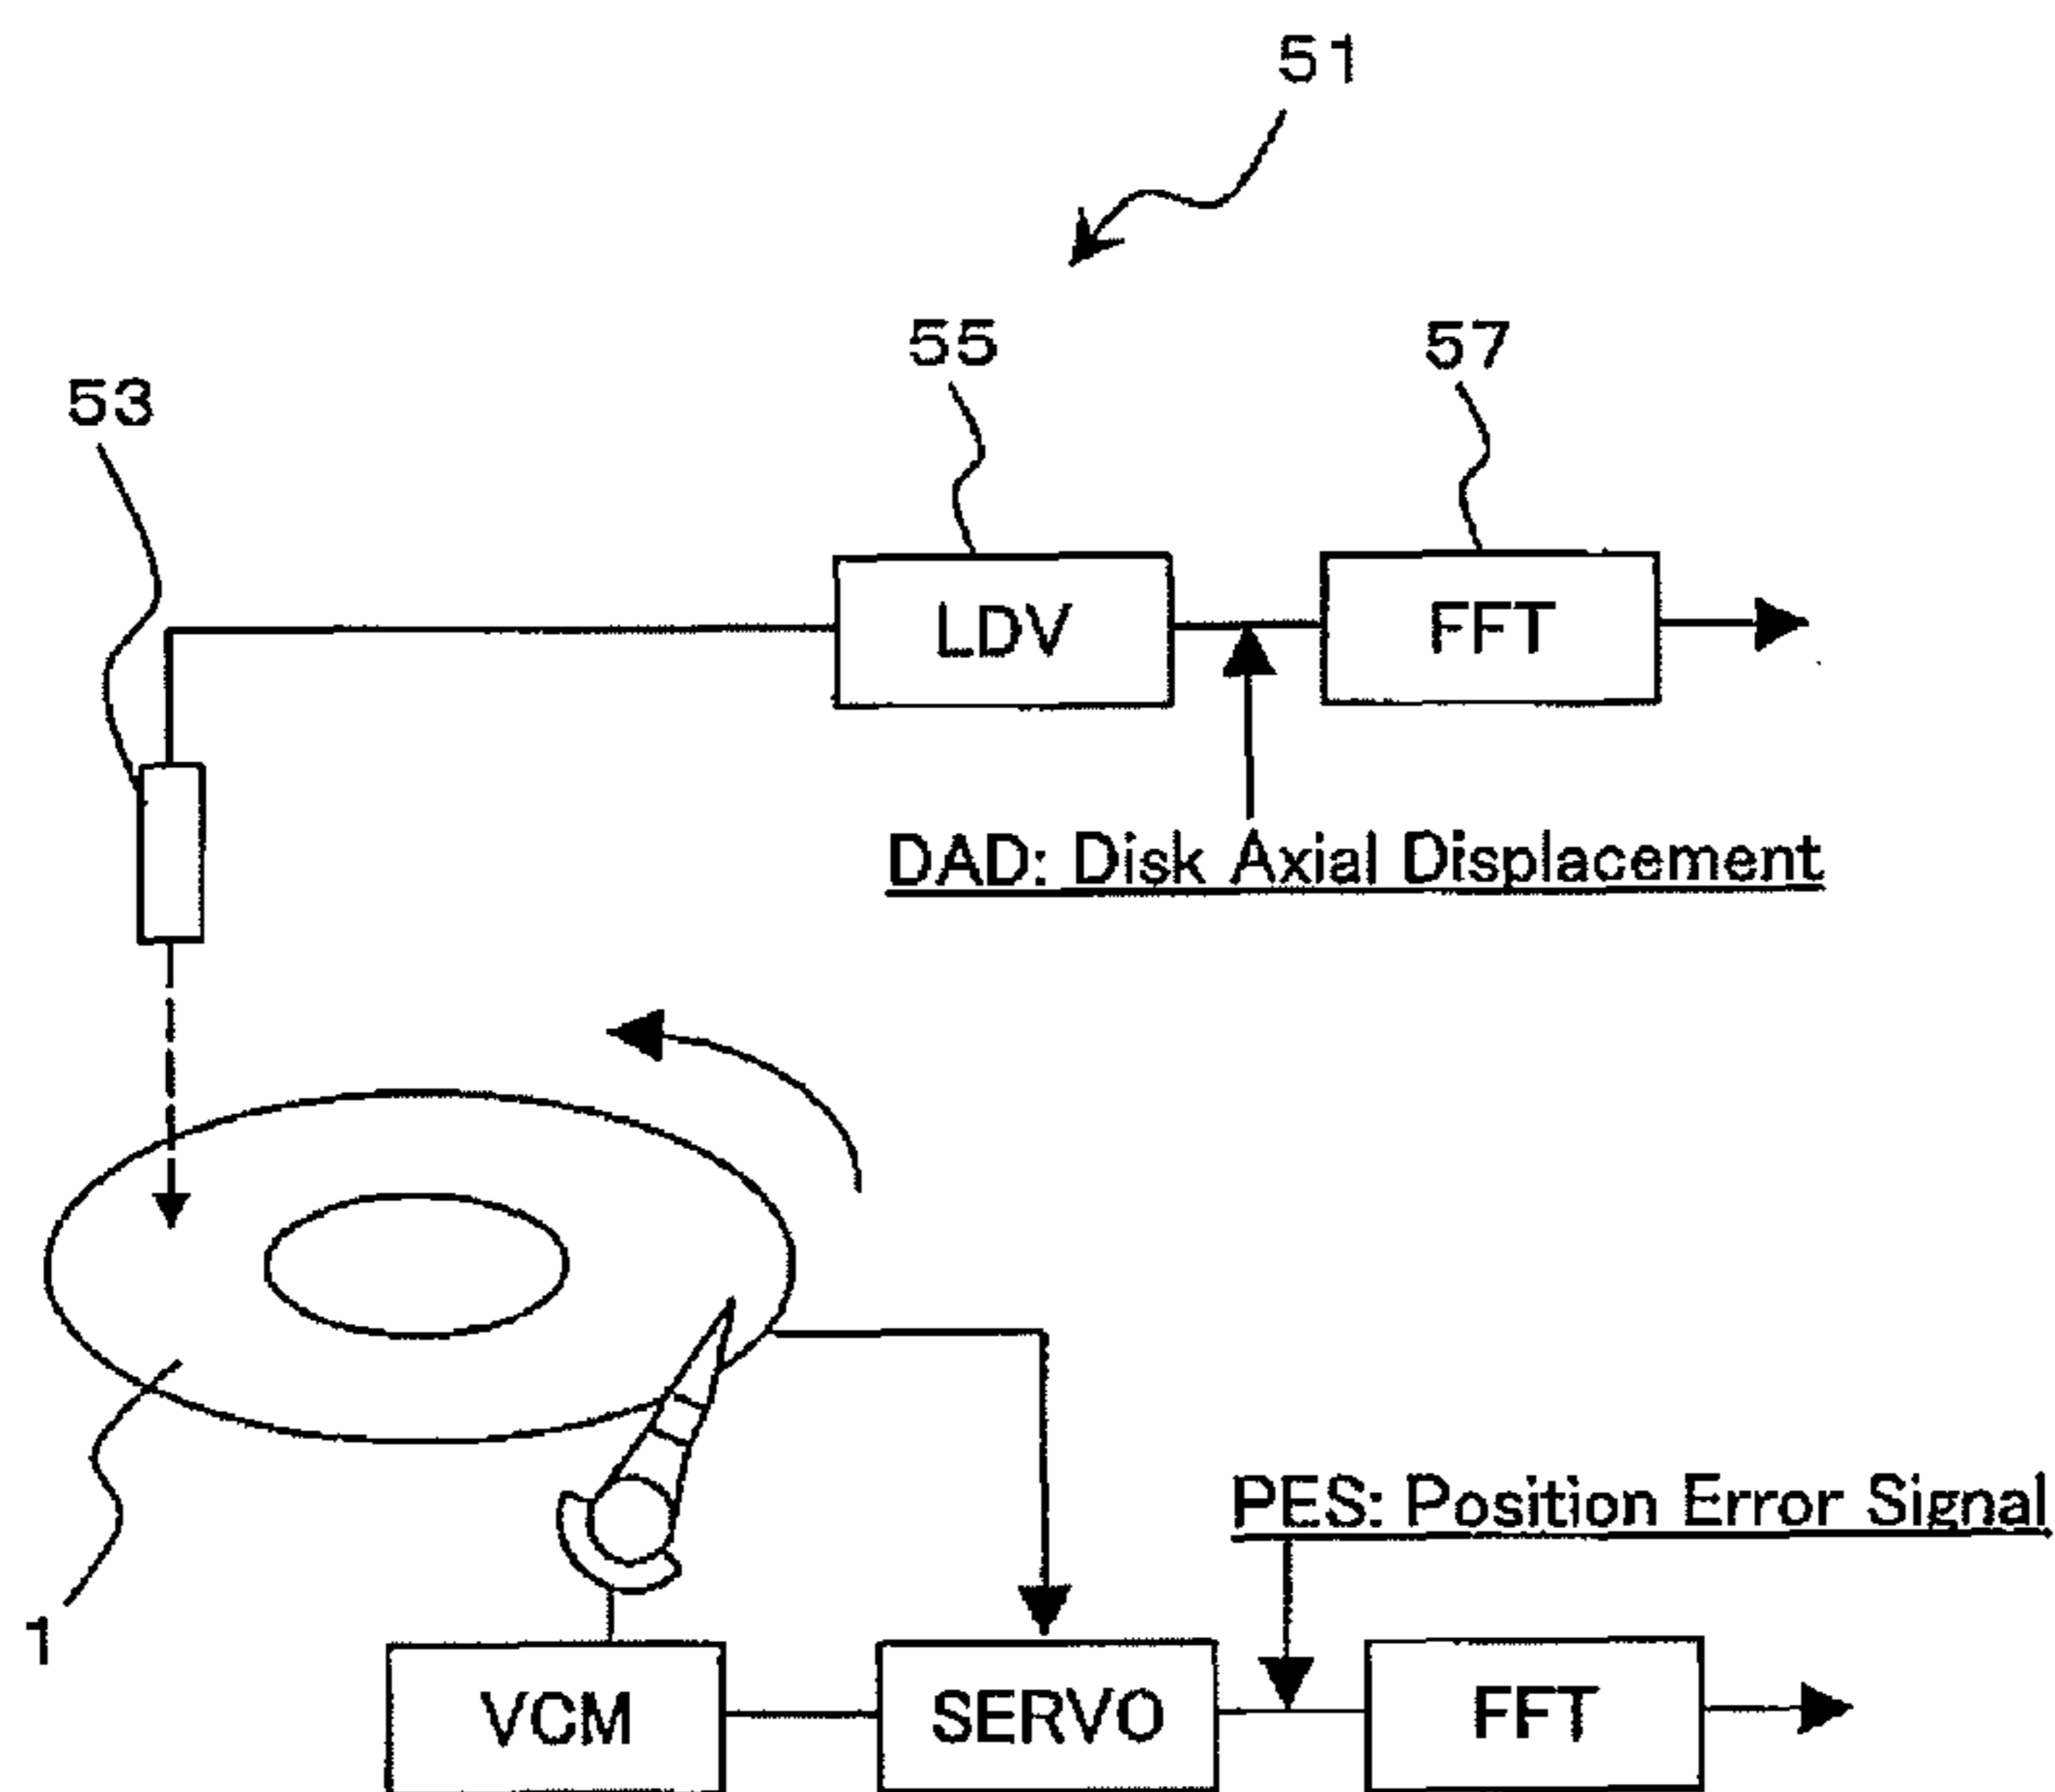 51
55
57
53
LDV
FFT
DAD: Disk Axial Displacement
PES: Position Error Signal
1
VCM
SERVO
FFT